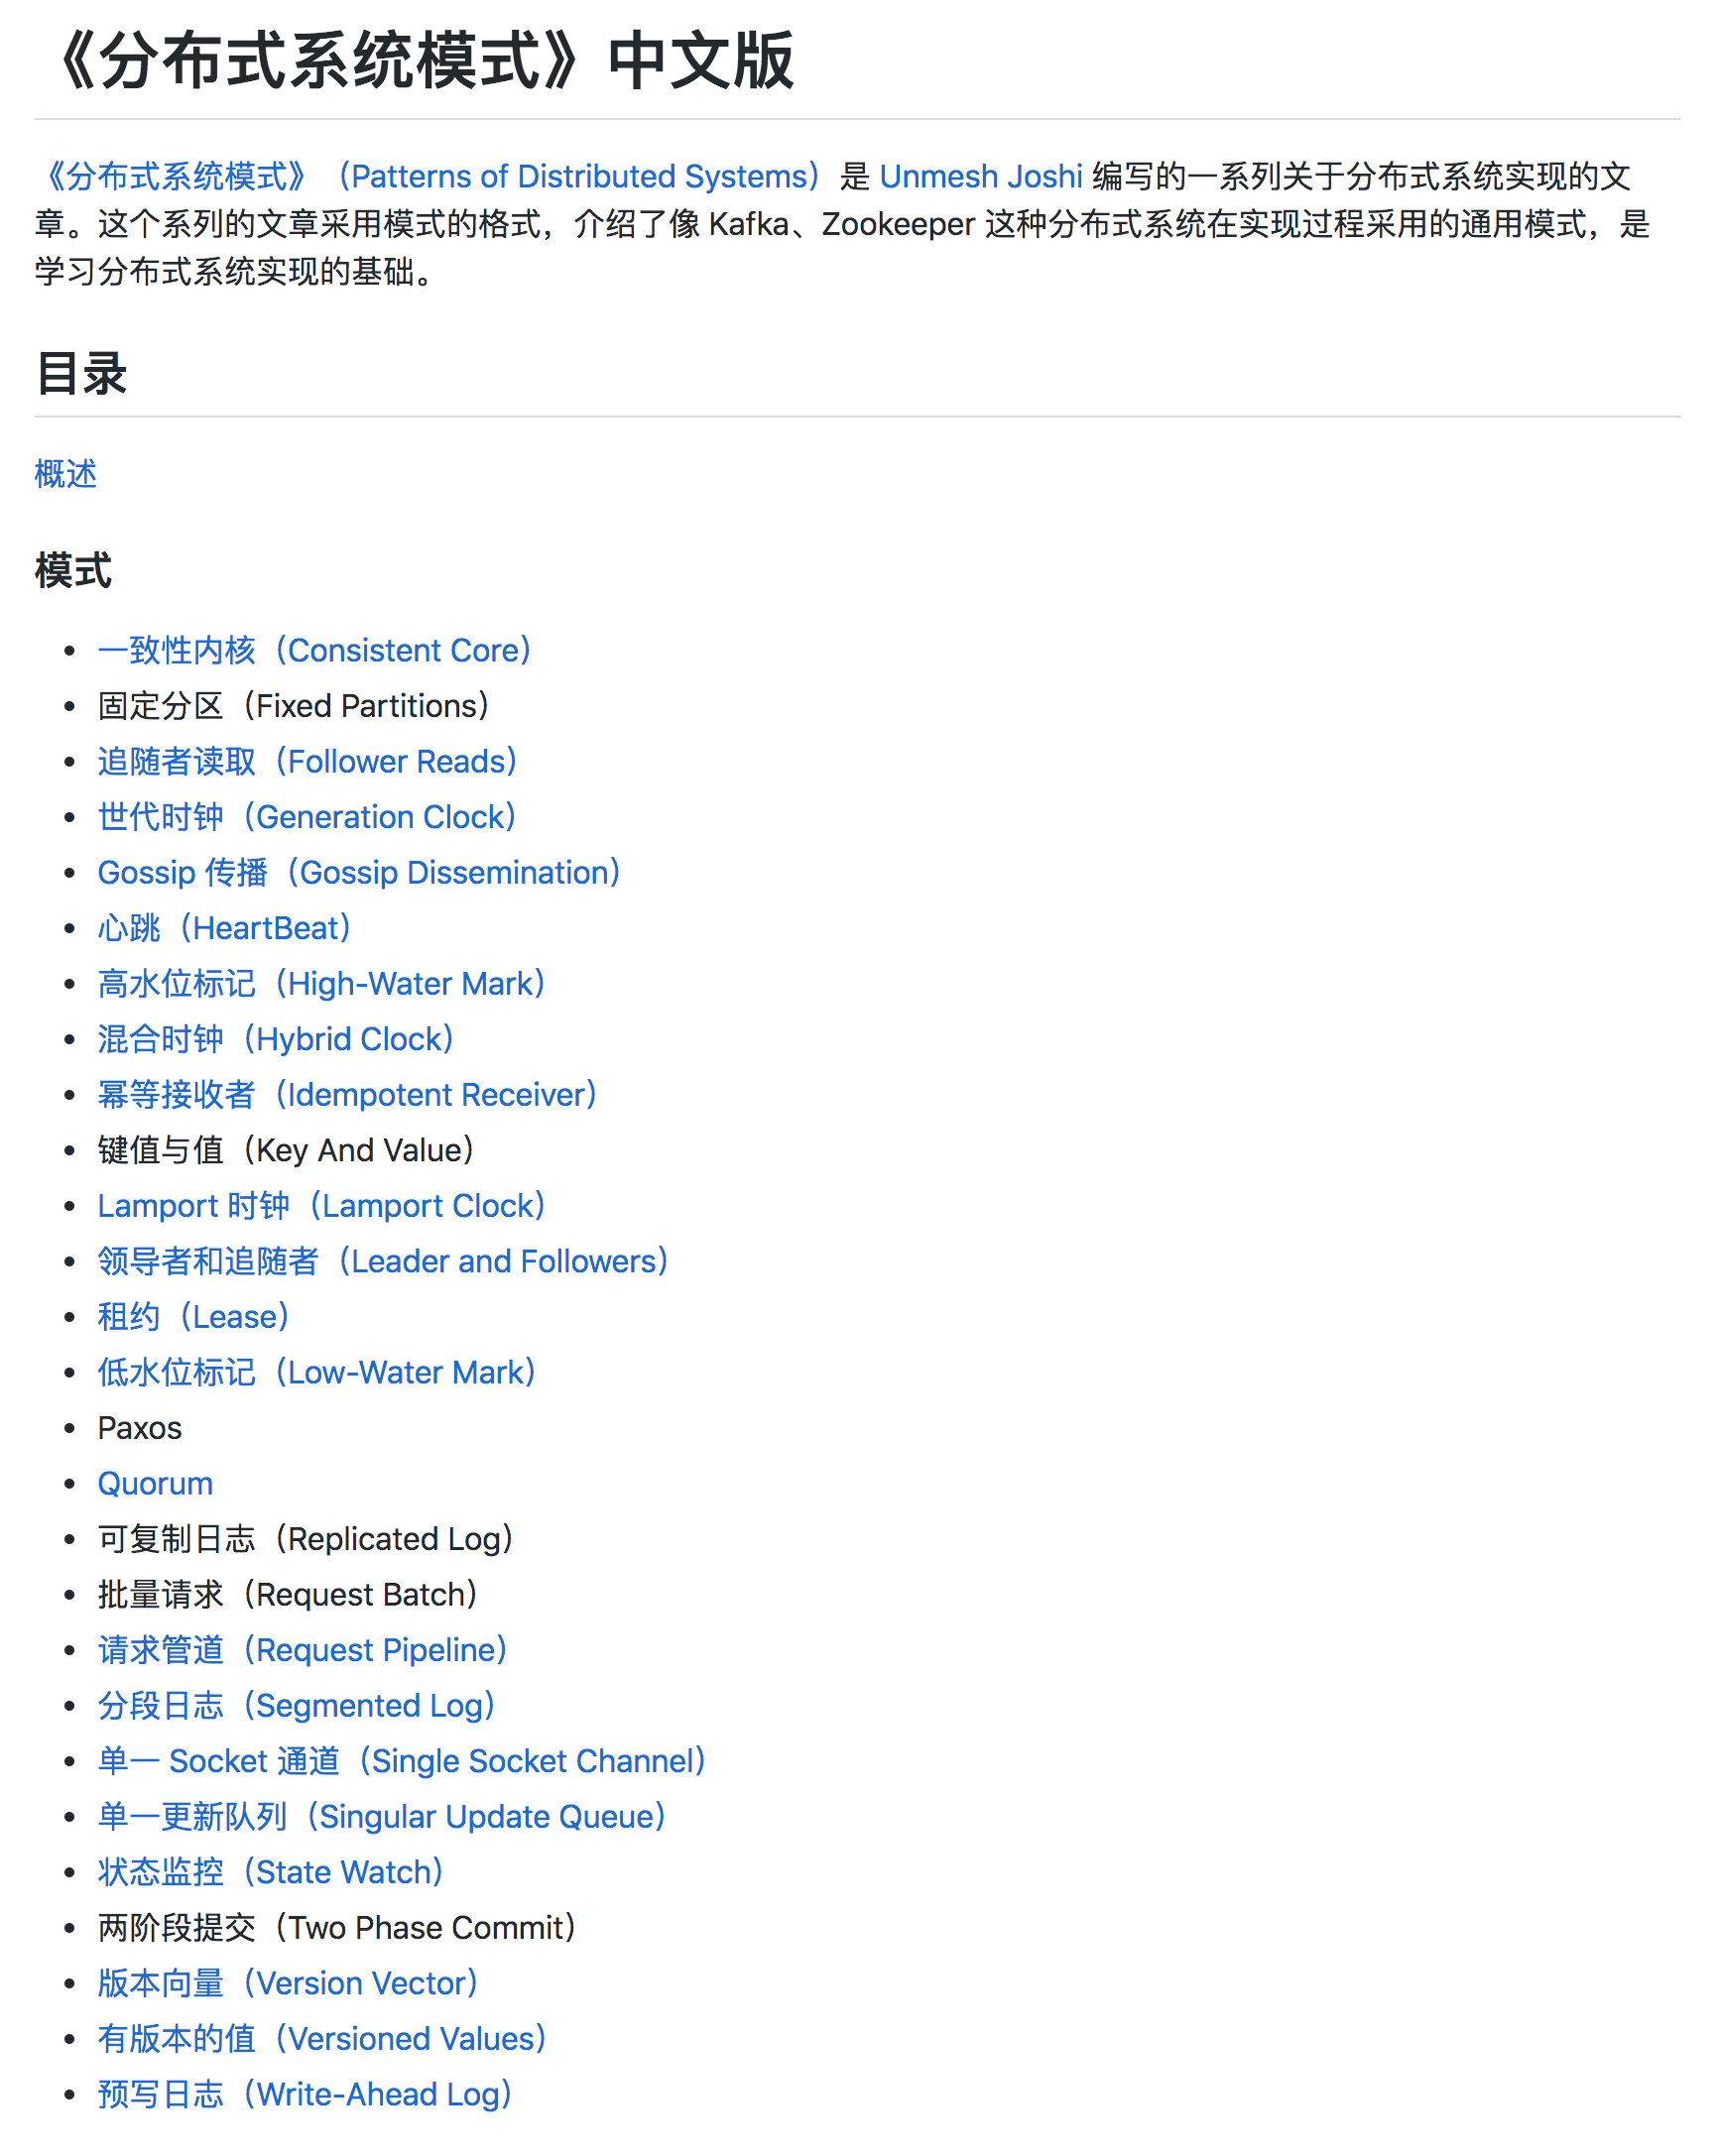 《分布式系统模式》中文版
《分布式系统模式》（Patterns of Distributed Systems）是 Unmesh Joshi 编写的一系列关于分布式系统实现的文
章。这个系列的文章采用模式的格式，介绍了像 Kafka、Zookeeper 这种分布式系统在实现过程采用的通用模式，是
学习分布式系统实现的基础。
目录
概述
模式
• 一致性内核（Consistent Core）
• 固定分区（Fixed Partitions）
• 追随者读取（Follower Reads）
• 世代时钟（Generation Clock）
• Gossip 传播（Gossip Dissemination）
• 心跳（HeartBeat）
• 高水位标记（High-Water Mark）
• 混合时钟（Hybrid Clock）
• 幂等接收者（Idempotent Receiver）
• 键值与值（Key And Value）
• Lamport 时钟（Lamport Clock）
• 领导者和追随者（Leader and Followers）
• 租约（Lease）
• 低水位标记（Low-Water Mark）
• Paxos
• Quorum
• 可复制日志（Replicated Log）
• 批量请求（Request Batch）
• 请求管道（Request Pipeline）
• 分段日志（Segmented Log）
• 单一 Socket 通道（Single Socket Channel）
• 单一更新队列（Singular Update Queue）
• 状态监控（State Watch）
• 两阶段提交（Two Phase Commit）
• 版本向量（Version Vector）
• 有版本的值（Versioned Values）
• 预写日志（Write-Ahead Log）